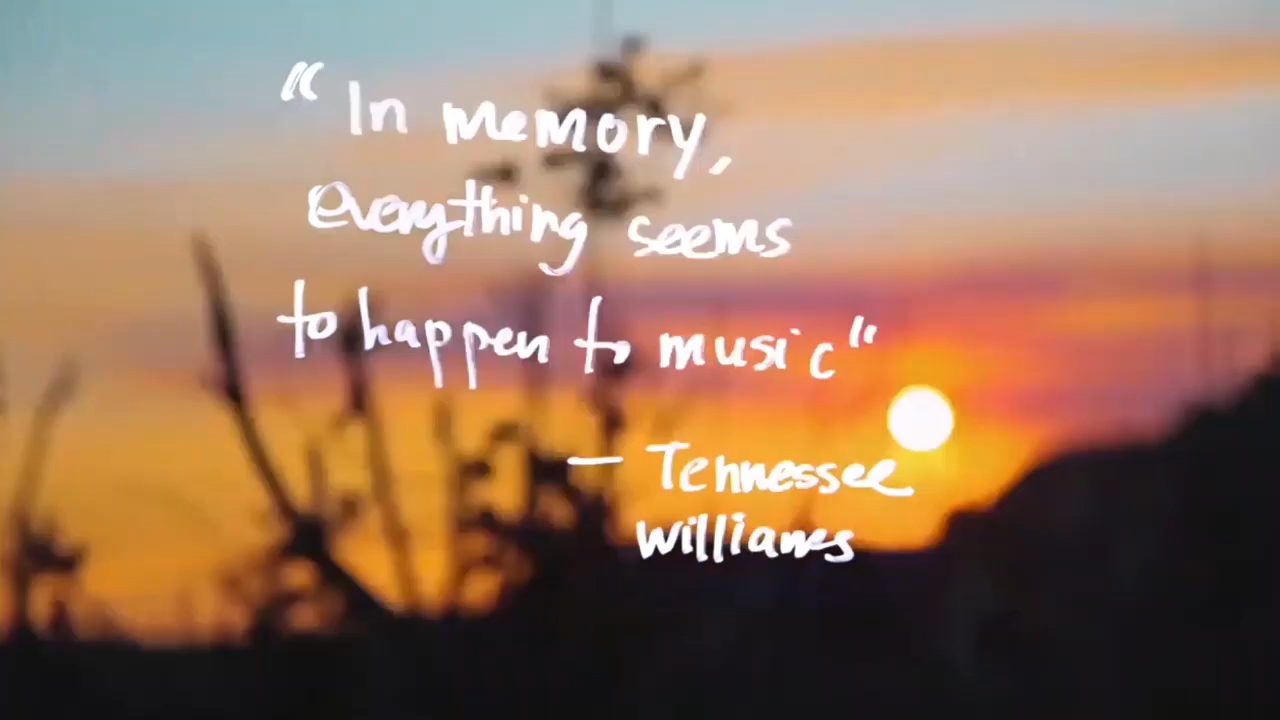 “In memory,
everything seems
to happen to music”
— Tennessee
Williams